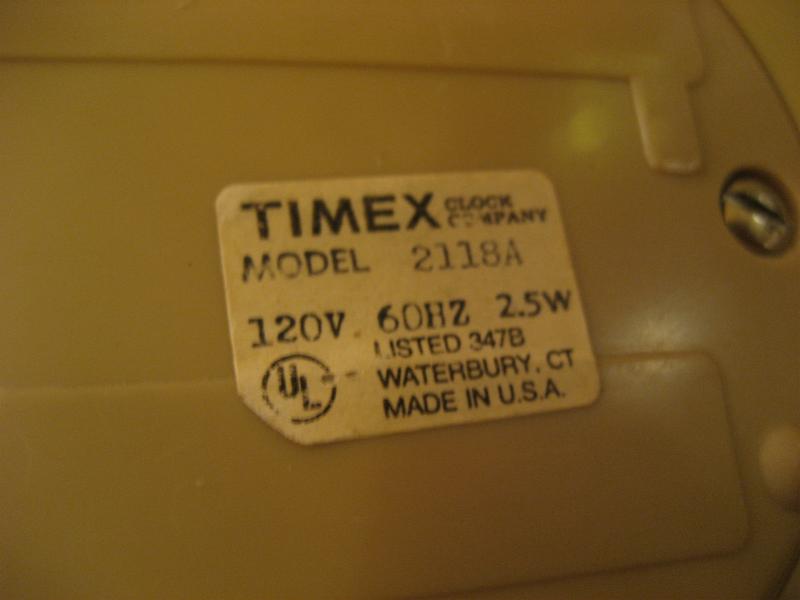 TIMEX CLOCK COMPANY
MODEL 2118A
120V 60HZ 2.5W
LISTED 347B
UL WATERBURY, CT
MADE IN U.S.A.